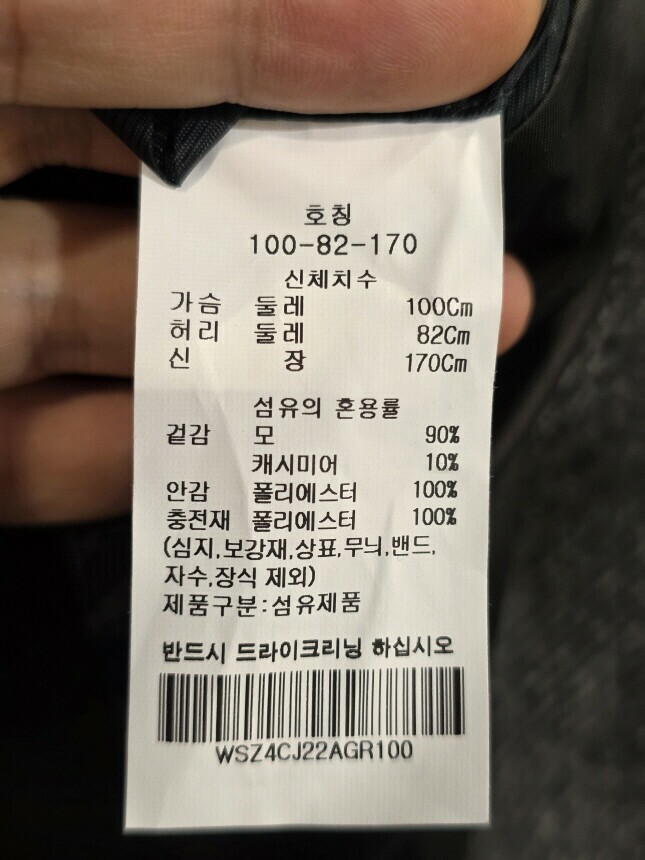 호칭
100-82-170
신체치수
가슴 둘레 100Cm
허리 둘레 82Cm
신 장 170Cm
섬유의 혼용률
겉감 모 90%
캐시미어 10%
안감 폴리에스터 100%
충전재 폴리에스터 100%
(심지,보강재,상표,무늬,밴드,
자수,장식 제외)
제품구분:섬유제품
반드시 드라이크리닝 하십시오
WSZ4CJ22AGR100